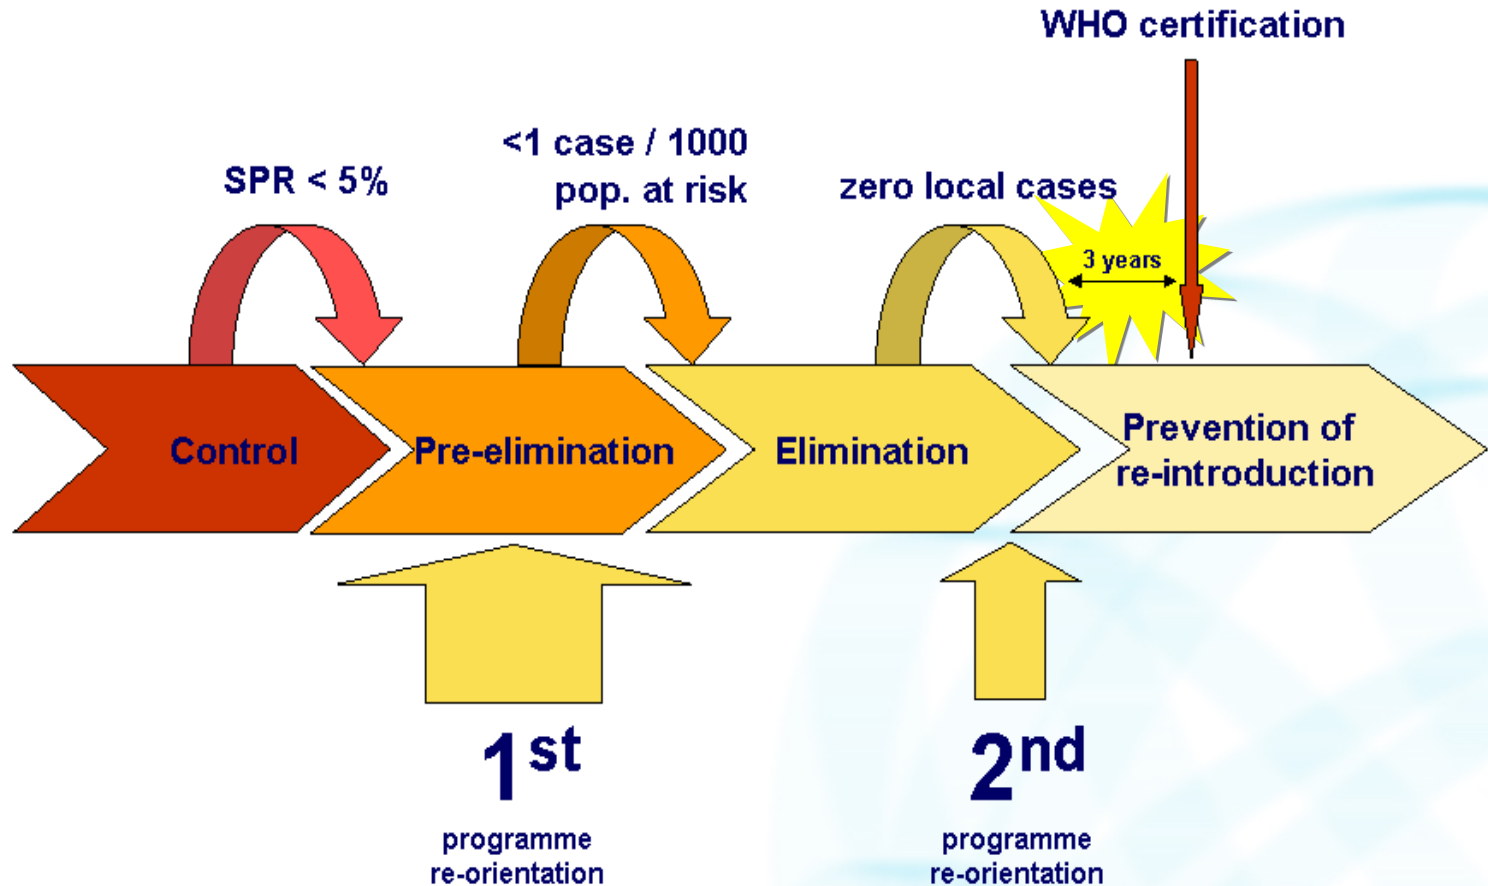 WHO certification
<1 case / 1000
pop. at risk
SPR < 5%
zero local cases
3 years
Control
Pre-elimination
Elimination
Prevention of
re-introduction
1st
programme
re-orientation
2nd
programme
re-orientation